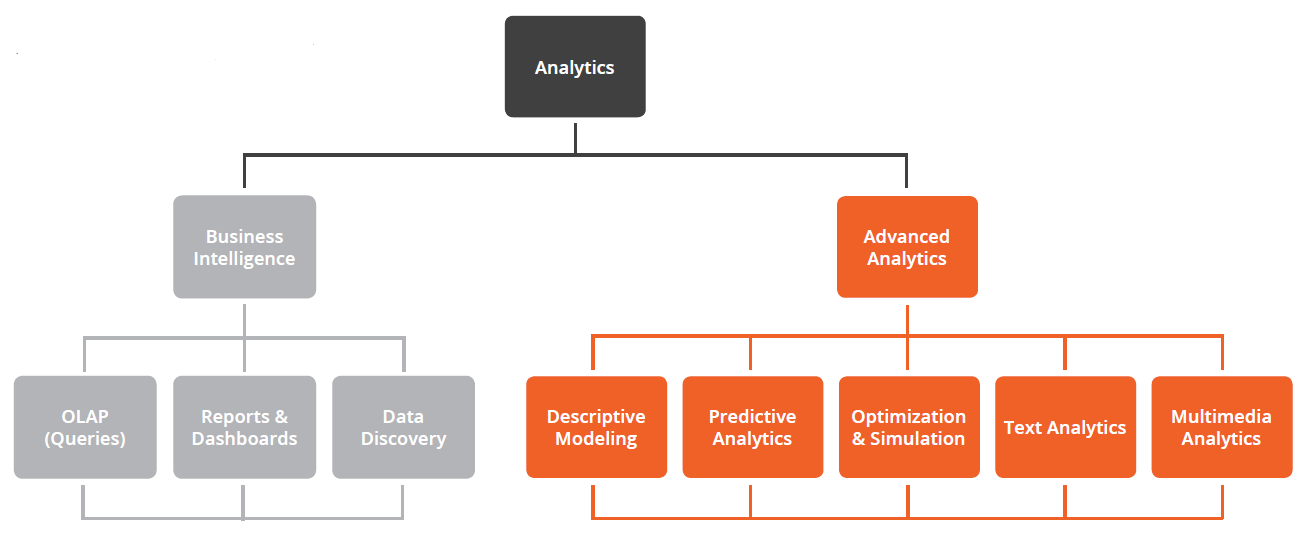 Analytics
Business
Intelligence
Advanced
Analytics
OLAP
(Queries)
Reports &
Dashboards
Data
Discovery
Descriptive
Modeling
Predictive
Analytics
Optimization
& Simulation
Text Analytics
Multimedia
Analytics